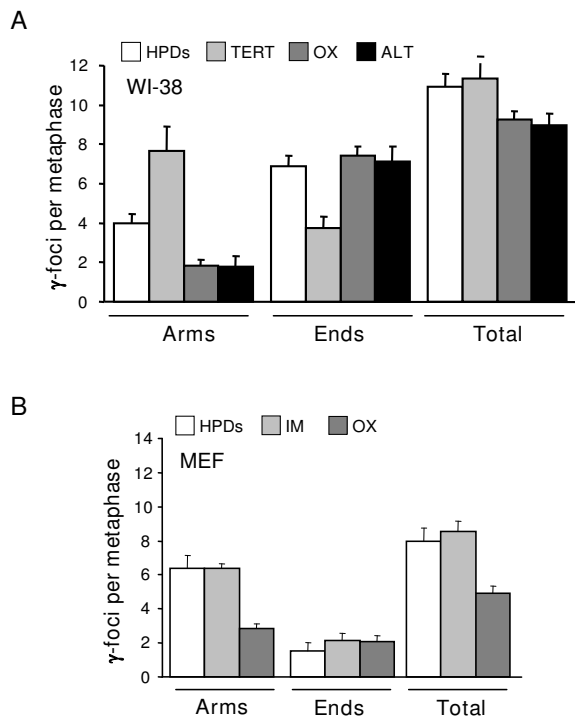 A
HPDs TERT OX ALT
WI-38
γ-foci per metaphase
12
10
8
6
4
2
0
Arms Ends Total
B
HPDs IM OX
MEF
γ-foci per metaphase
14
12
10
8
6
4
2
0
Arms Ends Total